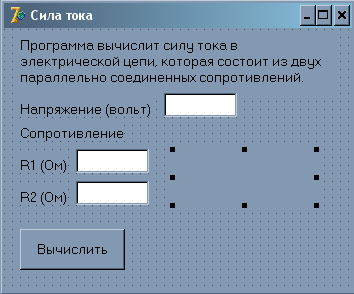 Сила тока
Программа вычислит силу тока в
электрической цепи, которая состоит из двух
параллельно соединенных сопротивлений.
Напряжение (вольт)
Сопротивление
R1 (Ом)
R2 (Ом)
Вычислить